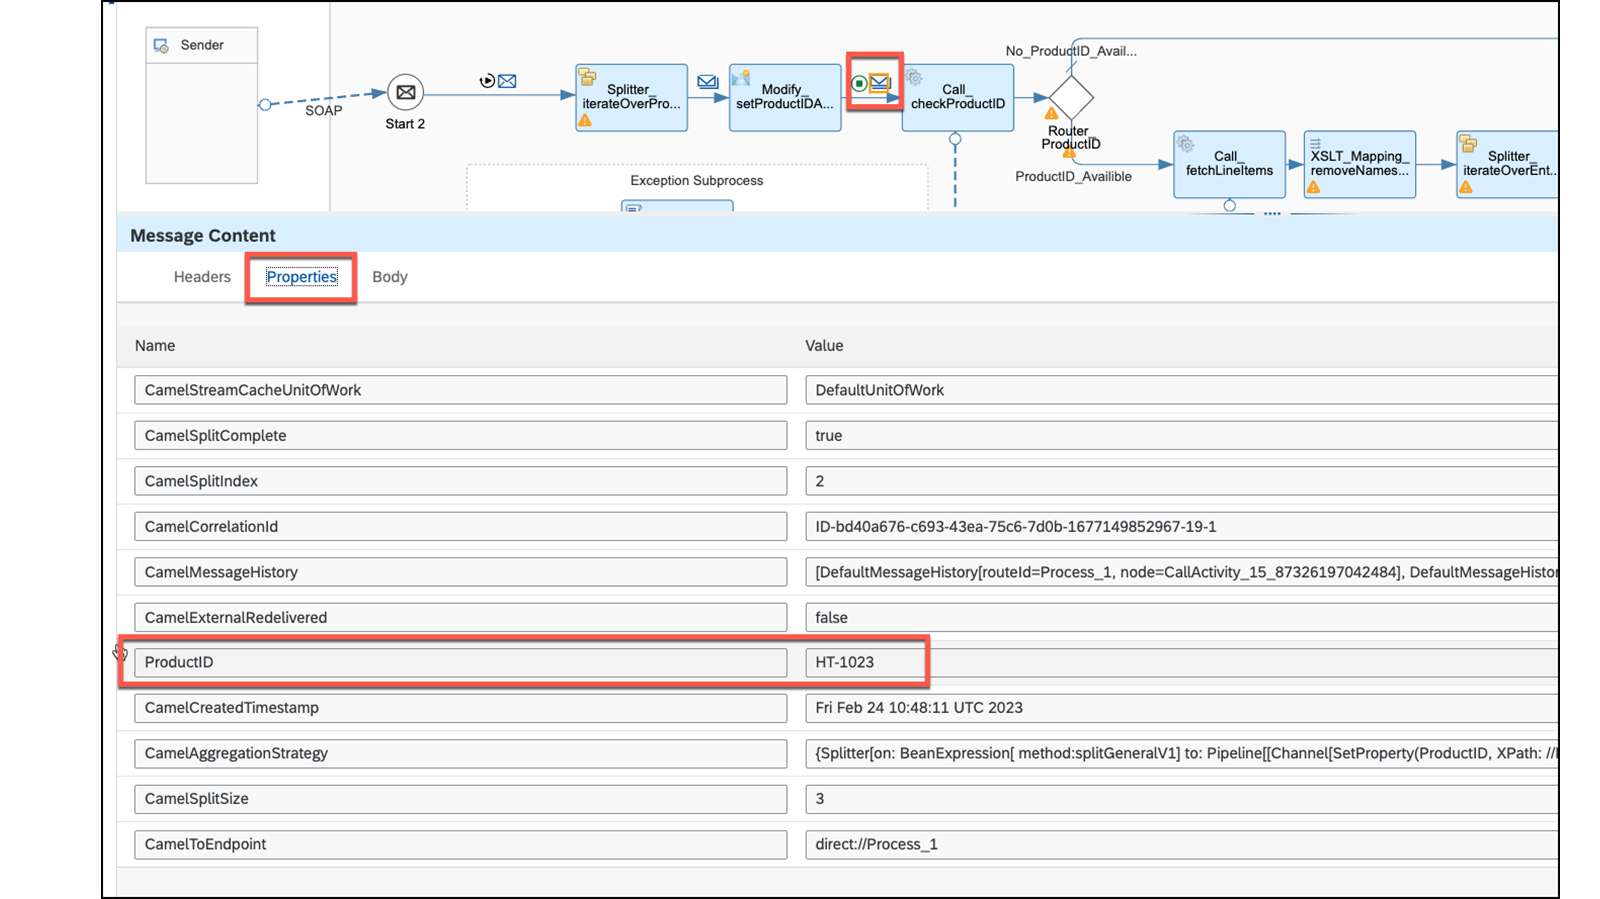 Sender
SOAP
Start 2
Splitter_
iterateOverPro...
Modify_
setProductIDA...
Call_
checkProductID
No_ProductID_Avail...
Router_
ProductID
ProductID_Availible
Call_
fetchLineItems
XSLT_Mapping_
removeNames...
Splitter_
iterateOverEnt...
Exception Subprocess
Message Content
Headers Properties Body
Name Value
CamelStreamCacheUnitOfWork DefaultUnitOfWork
CamelSplitComplete true
CamelSplitIndex 2
CamelCorrelationId ID-bd40a676-c693-43ea-75c6-7d0b-1677149852967-19-1
CamelMessageHistory [DefaultMessageHistory[routeId=Process_1, node=CallActivity_15_87326197042484], DefaultMessageHistor
CamelExternalRedelivered false
ProductID HT-1023
CamelCreatedTimestamp Fri Feb 24 10:48:11 UTC 2023
CamelAggregationStrategy {Splitter[on: BeanExpression[ method:splitGeneralV1] to: Pipeline[[Channel[SetProperty(ProductID, XPath: //
CamelSplitSize 3
CamelToEndpoint direct://Process_1